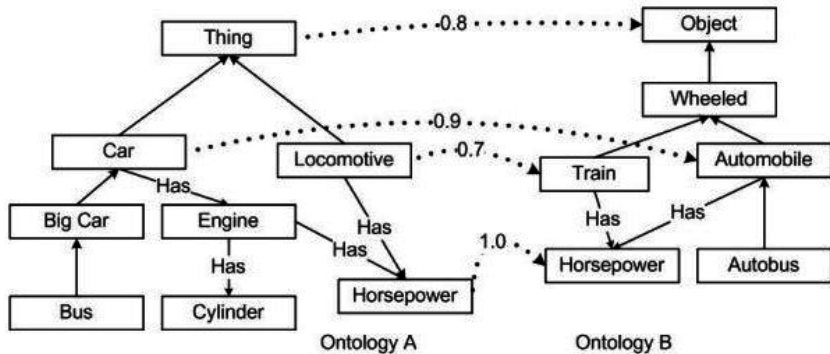 Thing
0.8
Object
Wheeled
0.9
Car
Locomotive
0.7
Train
Automobile
Has
Big Car
Engine
Has
Has
Has
Has
Has
1.0
Horsepower
Autobus
Bus
Cylinder
Horsepower
Ontology A
Ontology B